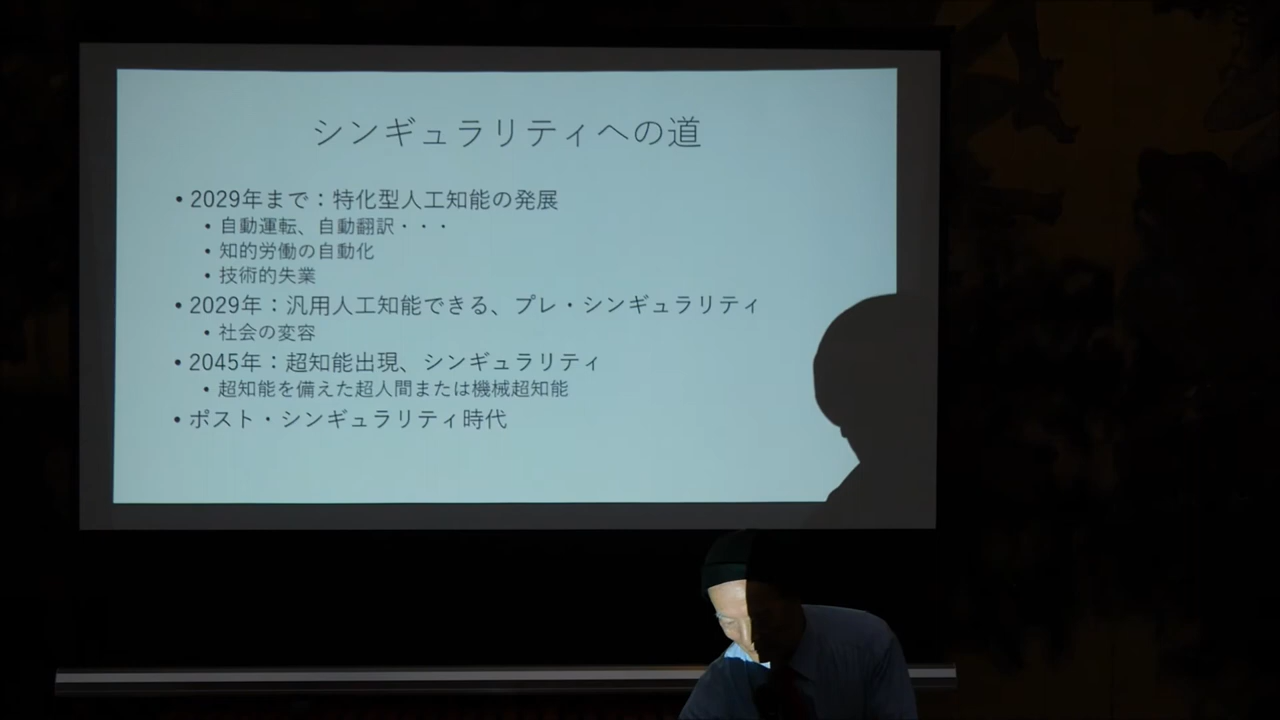 シンギュラリティへの道
• 2029年まで：特化型人工知能の発展
• 自動運転、自動翻訳・・・
• 知的労働の自動化
• 技術的失業
• 2029年：汎用人工知能できる、プレ・シンギュラリティ
• 社会の変容
• 2045年：超知能出現、シンギュラリティ
• 超知能を備えた超人間または機械超知能
• ポスト・シンギュラリティ時代